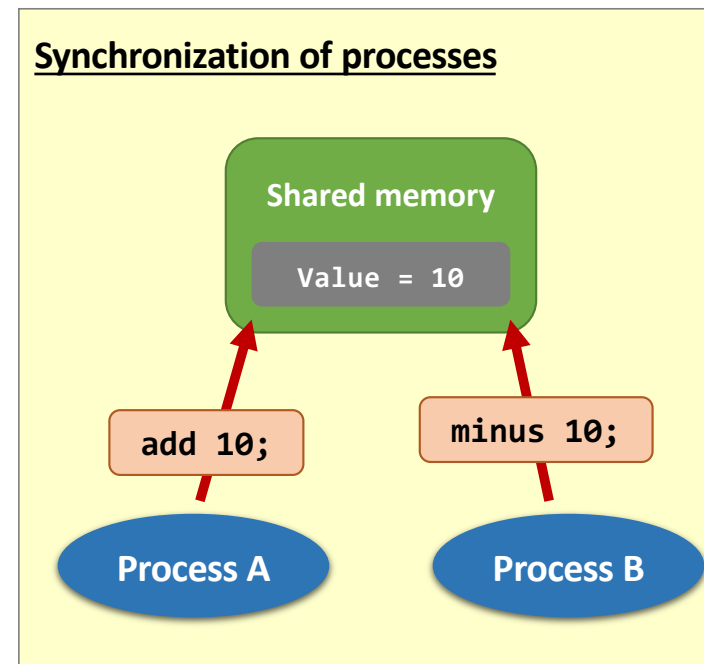 Synchronization of processes
Shared memory
Value = 10
add 10;
minus 10;
Process A
Process B